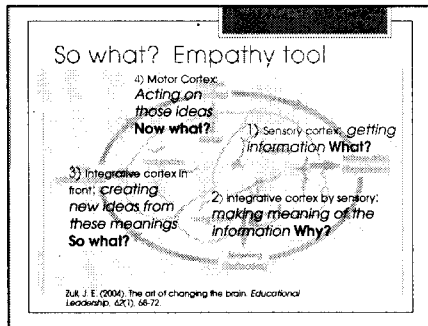 So what? Empathy tool
4) Motor Cortex:
Acting on
those ideas
Now what?
1) Sensory cortex: getting
information What?
3) Integrative cortex in
front: creating
new ideas from
these meanings
So what?
2) Integrative cortex by sensory:
making meaning of the
information Why?
Zull, J. E. (2004). The art of changing the brain. Educational
Leadership, 62(1), 68-72.